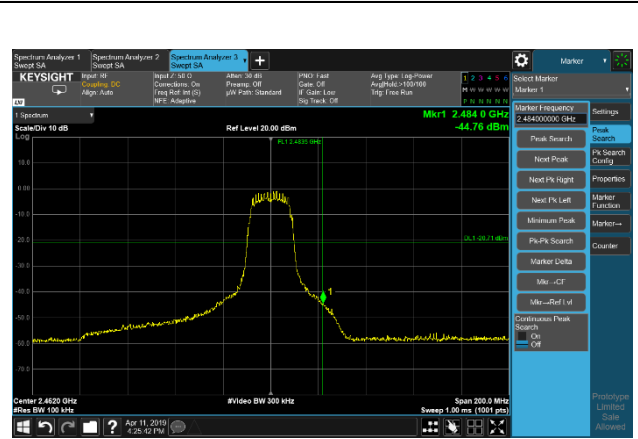 Spectrum Analyzer 1
Swept SA
Spectrum Analyzer 2
Swept SA
Spectrum Analyzer 3
Swept SA
Marker
KEYSIGHT
Input: RF
Coupling: DC
Align: Auto
Input Z: 50 Ω
Corrections: On
Freq Ref: Int (S)
NFE: Adaptive
Atten: 30 dB
Preamp: Off
µW Path: Standard
PNO: Fast
Gate: Off
IF Gain: Low
Sig Track: Off
Avg Type: Log-Power
Avg|Hold:>100/100
Trig: Free Run
1 2 3 4 5 6
M W W W W W
P N N N N N
Select Marker
Marker 1
1 Spectrum
Scale/Div 10 dB
Log
Ref Level 20.00 dBm
Mkr1 2.484 0 GHz
-44.76 dBm
Marker Frequency
2.484000000 GHz
Settings
Peak Search
Peak
Search
Next Peak
Pk Search
Config
Next Pk Right
Properties
Next Pk Left
Marker
Function
Minimum Peak
Marker→
Pk-Pk Search
Counter
Marker Delta
Mkr→CF
Mkr→Ref Lvl
Continuous Peak
Search
On
Off
10.0
0.00
-10.0
-20.0
-30.0
-40.0
-50.0
-60.0
-70.0
FL1 2.4835 GHz
1
Center 2.4620 GHz
#Res BW 100 kHz
#Video BW 300 kHz
Span 200.0 MHz
Sweep 1.00 ms (1001 pts)
Apr 11, 2019
4:25:42 PM
Prototype
Limited
Sale
Allowed